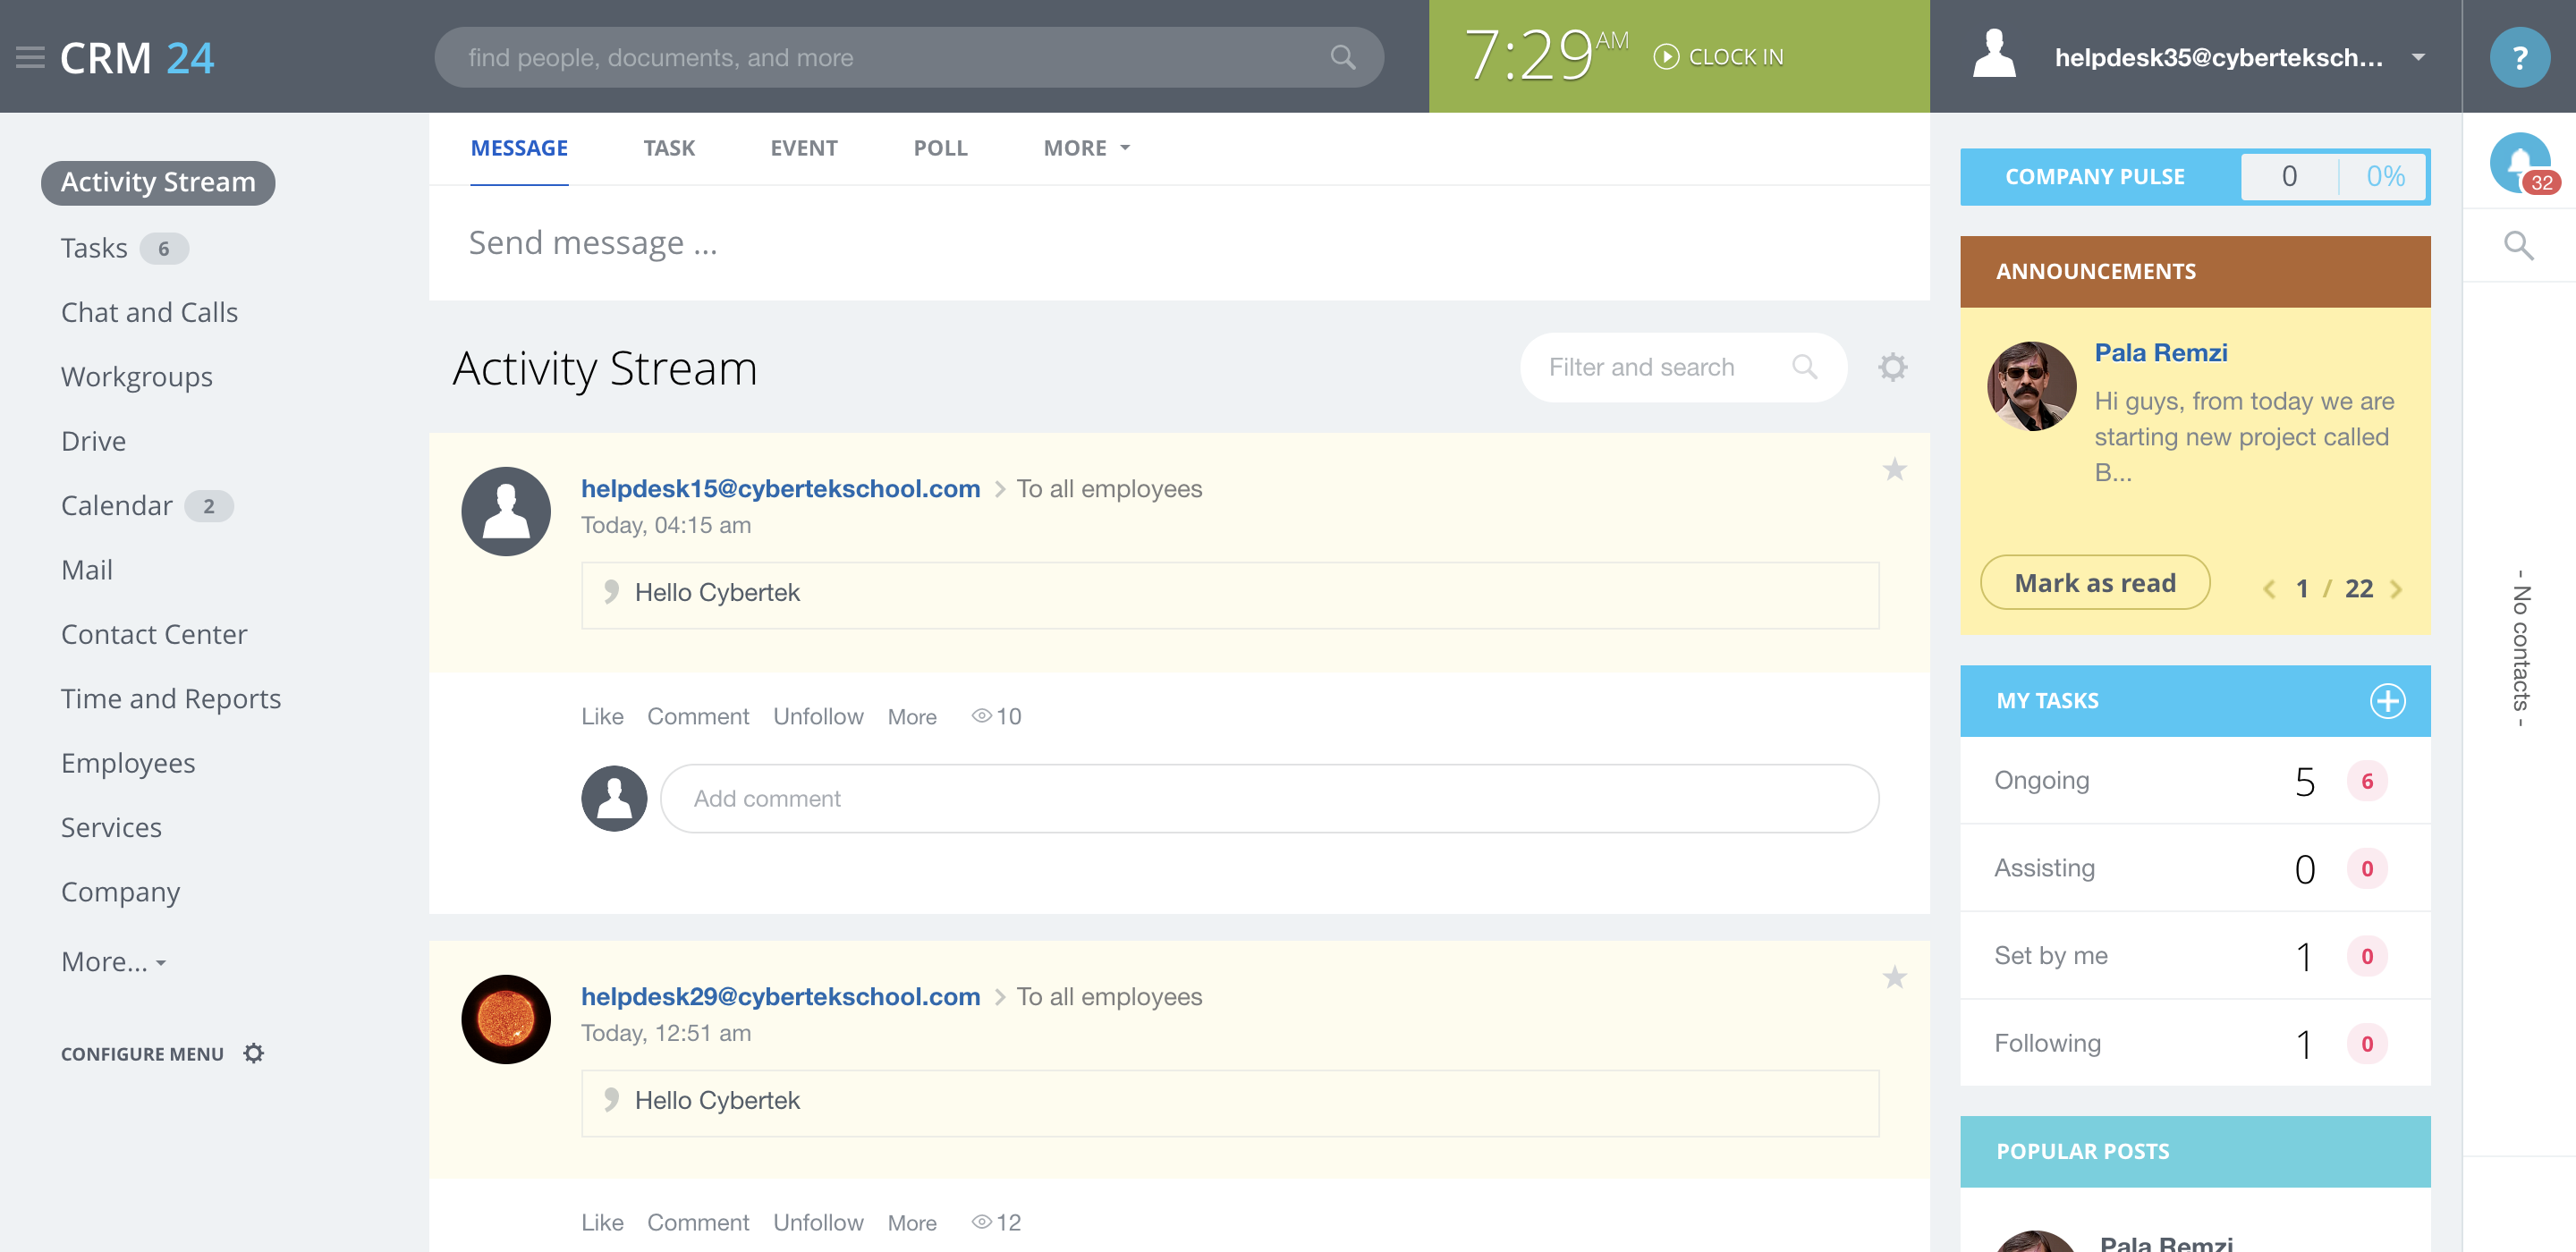 CRM 24
find people, documents, and more
7:29 AM CLOCK IN
helpdesk35@cyberteksch...
?
Activity Stream
Tasks 6
Chat and Calls
Workgroups
Drive
Calendar 2
Mail
Contact Center
Time and Reports
Employees
Services
Company
More...
CONFIGURE MENU
MESSAGE TASK EVENT POLL MORE
Send message ...
Activity Stream
Filter and search
helpdesk15@cybertekschool.com > To all employees
Today, 04:15 am
Hello Cybertek
Like Comment Unfollow More 10
Add comment
helpdesk29@cybertekschool.com > To all employees
Today, 12:51 am
Hello Cybertek
Like Comment Unfollow More 12
COMPANY PULSE 0 0%
ANNOUNCEMENTS
Pala Remzi
Hi guys, from today we are
starting new project called
B...
Mark as read
1 / 22
MY TASKS
Ongoing 5 6
Assisting 0 0
Set by me 1 0
Following 1 0
POPULAR POSTS
Pala Remzi
32
- No contacts -